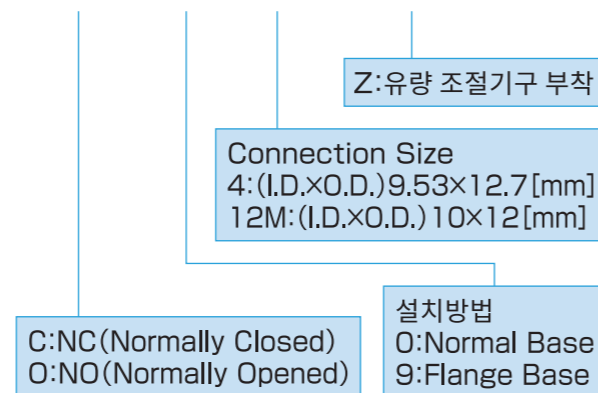 Z:유량 조절기구 부착
Connection Size
4:(I.D.×O.D.)9.53×12.7[mm]
12M:(I.D.×O.D.)10×12[mm]
설치방법
0:Normal Base
9:Flange Base
C:NC(Normally Closed)
O:NO(Normally Opened)